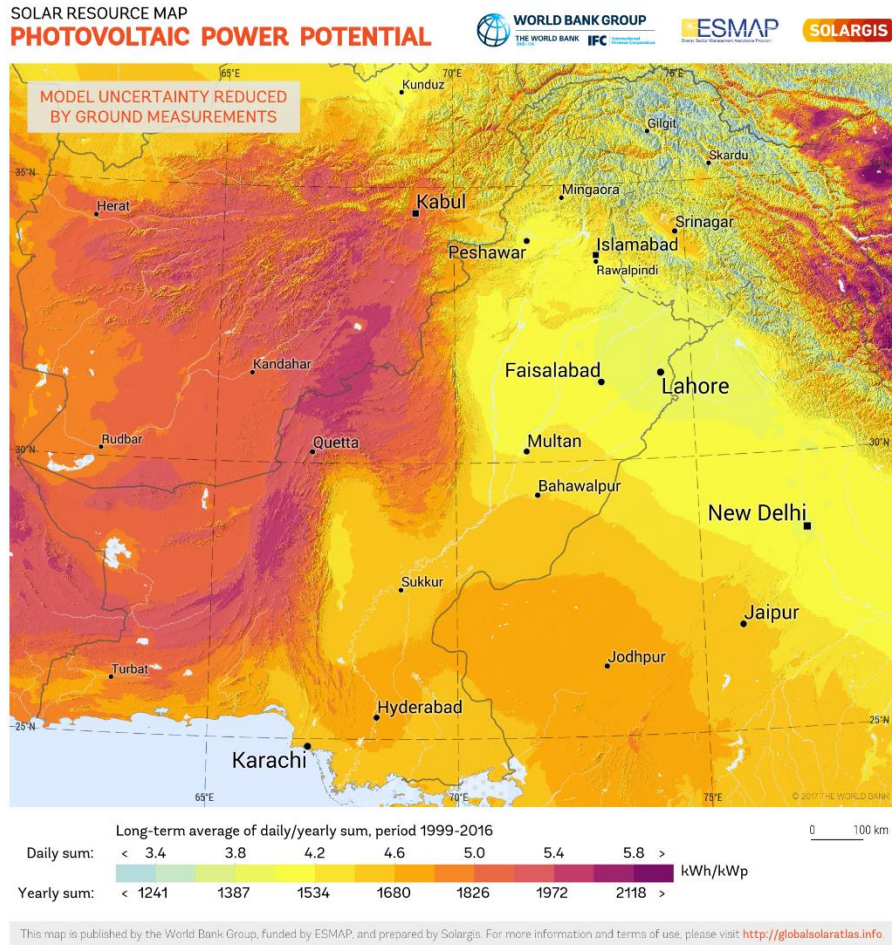 SOLAR RESOURCE MAP
PHOTOVOLTAIC POWER POTENTIAL
WORLD BANK GROUP
THE WORLD BANK
IFC
ESMAP
SOLARGIS
65°E
70°E
75°E
MODEL UNCERTAINTY REDUCED
BY GROUND MEASUREMENTS
Kunduz
Gilgit
Skardu
35°N
35°N
Mingaora
Herat
Kabul
Srinagar
Peshawar
Islamabad
Rawalpindi
Kandahar
Faisalabad
Lahore
Rudbar
Quetta
Multan
30°N
30°N
Bahawalpur
New Delhi
Sukkur
Jaipur
Turbat
Jodhpur
Hyderabad
25°N
25°N
Karachi
65°E
70°E
75°E
© 2017 THE WORLD BANK
Long-term average of daily/yearly sum, period 1999-2016
0 100 km
Daily sum: < 3.4 3.8 4.2 4.6 5.0 5.4 5.8 >
kWh/kWp
Yearly sum: < 1241 1387 1534 1680 1826 1972 2118 >
This map is published by the World Bank Group, funded by ESMAP, and prepared by Solargis. For more information and terms of use, please visit http://globalsolaratlas.info.